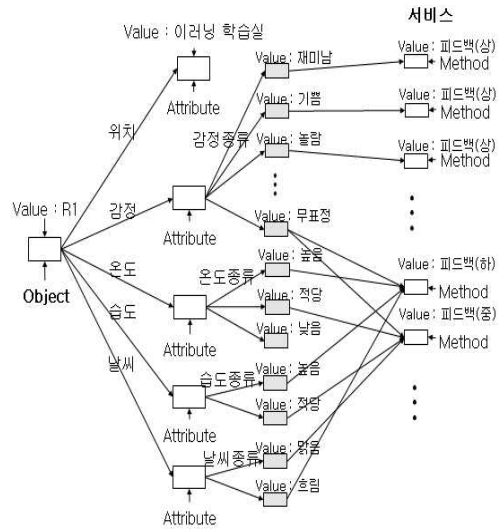 서비스
Value : 이러닝 학습실
Attribute
위치
Value : 재미남
Value : 피드백(상)
Method
Value : 기쁨
Value : 피드백(상)
Method
감정종류
Value : 놀람
Value : 피드백(상)
Method
감정
Attribute
Value : R1
Object
Value : 무표정
온도
온도종류
Value : 높음
Value : 피드백(하)
Method
Value : 적당
Value : 피드백(중)
Method
Value : 낮음
Attribute
습도
습도종류
Value : 높음
Value : 적당
Attribute
날씨
날씨종류
Value : 맑음
Value : 흐림
Attribute